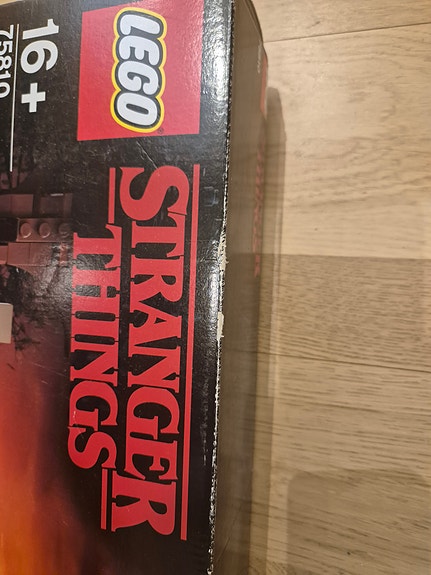 LEGO
16+
75810
STRANGER
THINGS